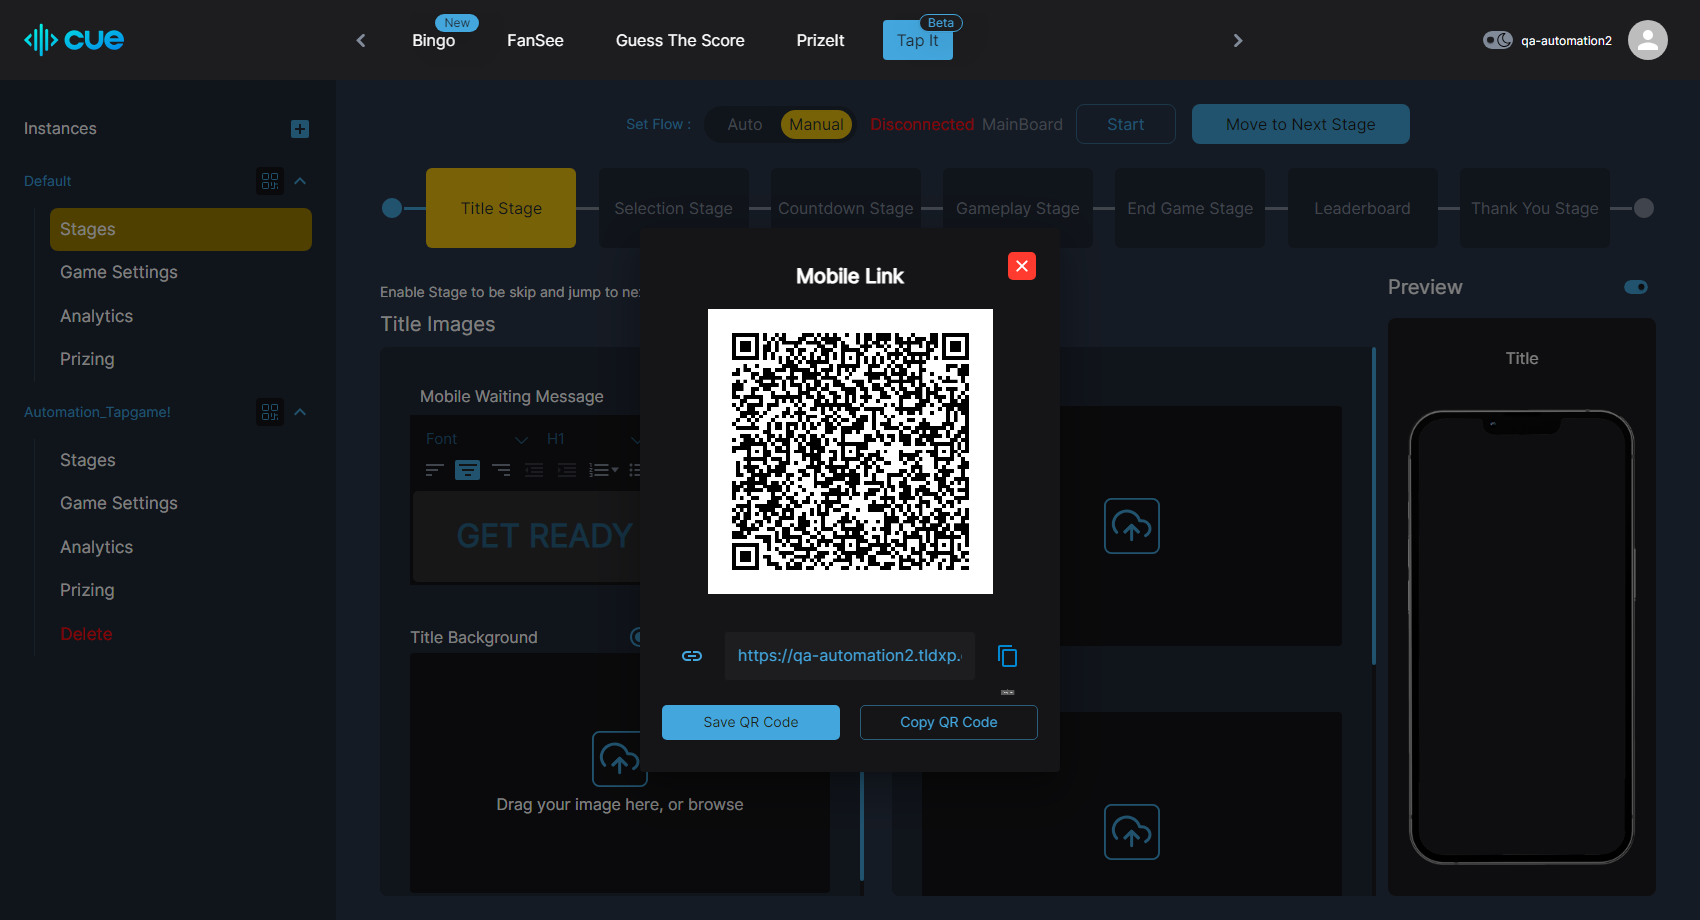 cue
New
Bingo
FanSee
Guess The Score
PrizeIt
Beta
Tap It
qa-automation2
Instances
Default
Stages
Game Settings
Analytics
Prizing
Automation_Tapgame!
Stages
Game Settings
Analytics
Prizing
Delete
Set Flow :
Auto
Manual
Disconnected
MainBoard
Start
Move to Next Stage
Title Stage
Selection Stage
Countdown Stage
Gameplay Stage
End Game Stage
Leaderboard
Thank You Stage
Enable Stage to be skip and jump to ne
Title Images
Mobile Waiting Message
Font
H1
GET READY
Title Background
Drag your image here, or browse
Mobile Link
https://qa-automation2.tldxp.
Save QR Code
Copy QR Code
Preview
Title